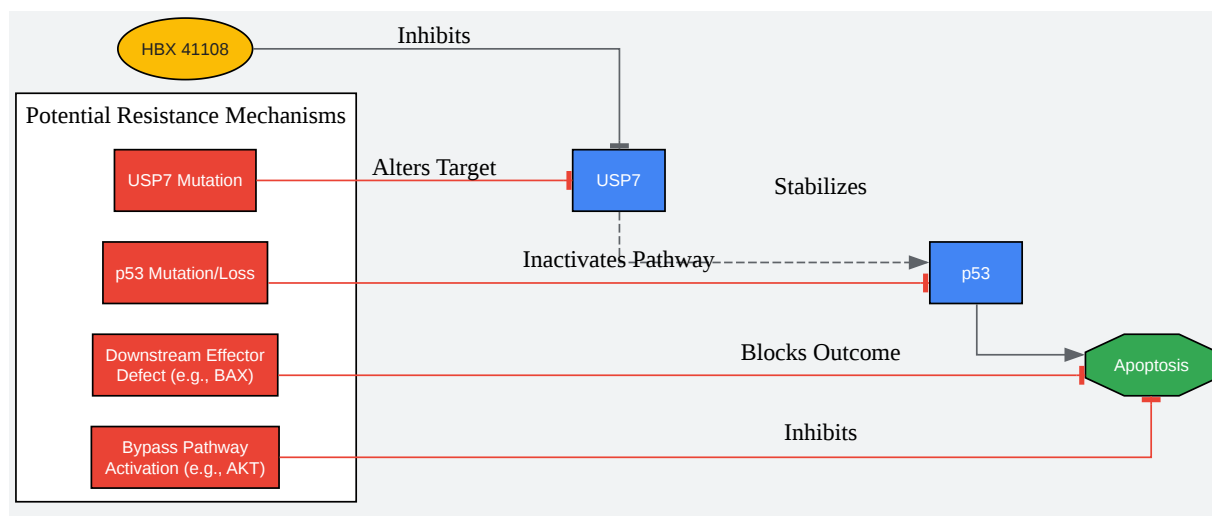 Inhibits
HBX 41108
Potential Resistance Mechanisms
USP7 Mutation
Alters Target
USP7
Stabilizes
p53 Mutation/Loss
Inactivates Pathway
p53
Downstream Effector
Defect (e.g., BAX)
Blocks Outcome
Apoptosis
Bypass Pathway
Activation (e.g., AKT)
Inhibits